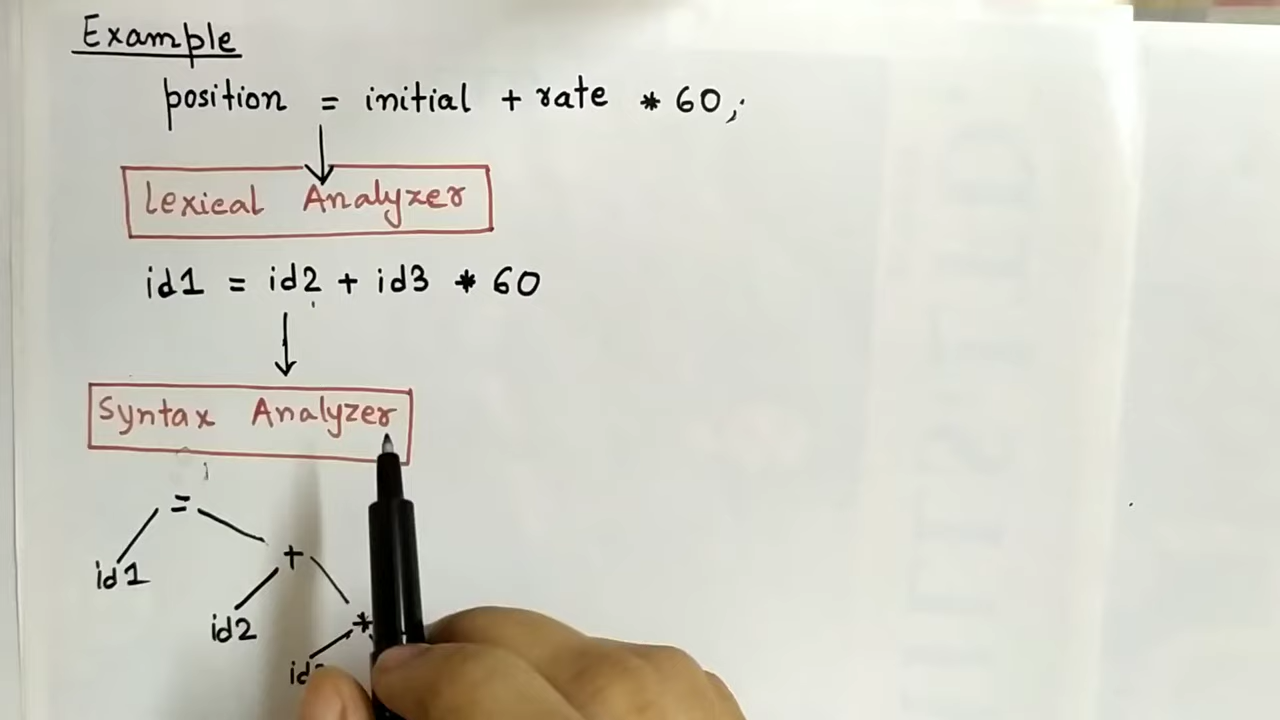 Example
position = initial + rate * 60;
Lexical Analyzer
id1 = id2 + id3 * 60
Syntax Analyzer
=
id1 +
id2 *